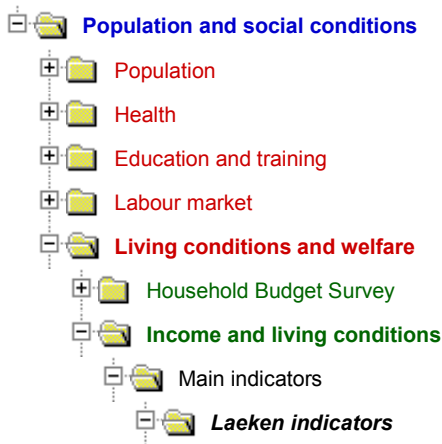 Population and social conditions
Population
Health
Education and training
Labour market
Living conditions and welfare
Household Budget Survey
Income and living conditions
Main indicators
Laeken indicators